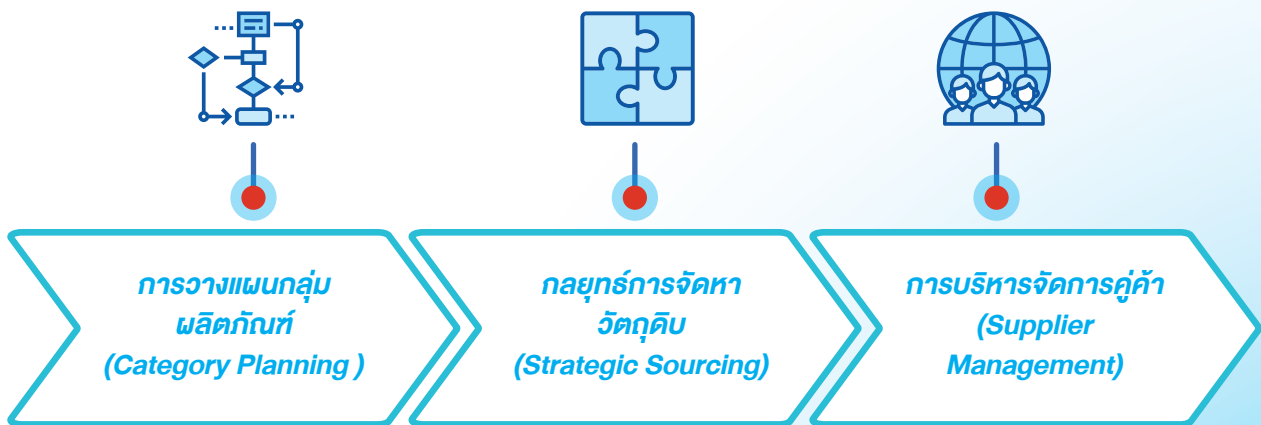 การวางแผนกลุ่ม
ผลิตภัณฑ์
(Category Planning )
กลยุทธ์การจัดหา
วัตถุดิบ
(Strategic Sourcing)
การบริหารจัดการคู่ค้า
(Supplier
Management)